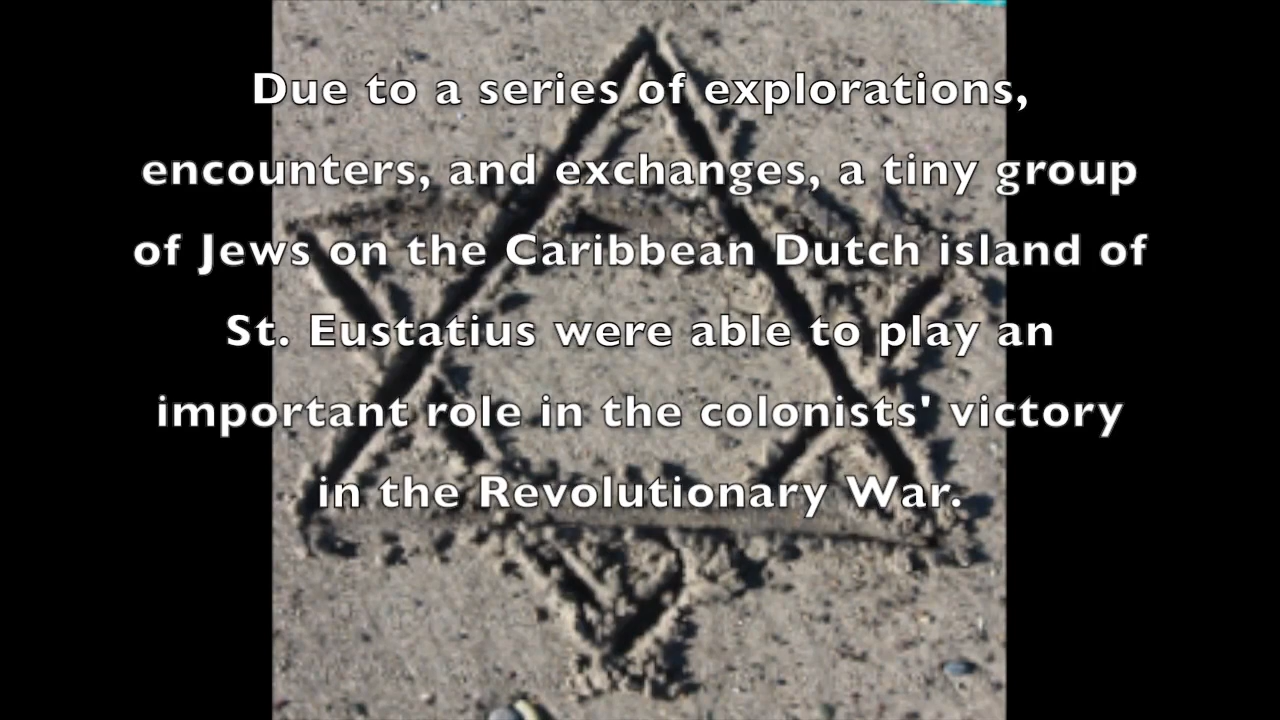 Due to a series of explorations,
encounters, and exchanges, a tiny group
of Jews on the Caribbean Dutch island of
St. Eustatius were able to play an
important role in the colonists' victory
in the Revolutionary War.